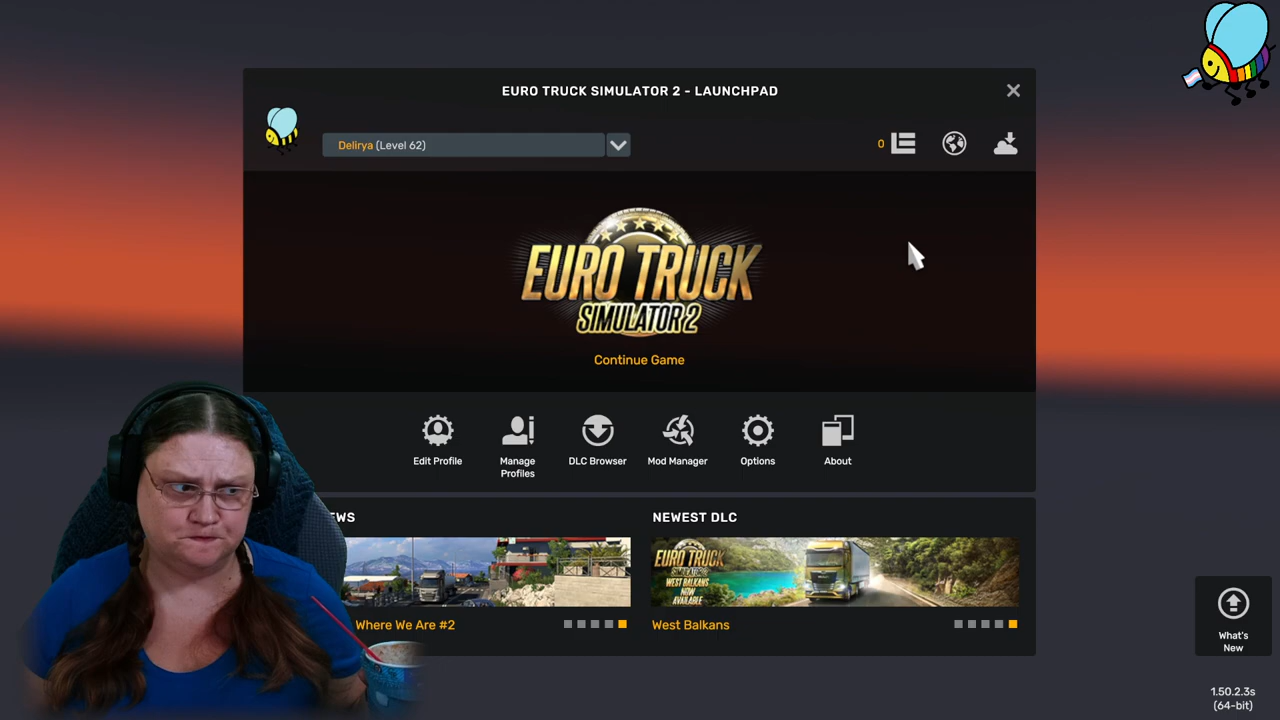 EURO TRUCK SIMULATOR 2 - LAUNCHPAD
Delirya (Level 62)
0
EURO TRUCK
SIMULATOR 2
Continue Game
Edit Profile
Manage
Profiles
DLC Browser
Mod Manager
Options
About
EWS
Where We Are #2
NEWEST DLC
EURO TRUCK
SIMULATOR 2
WEST BALKANS
NOW
AVAILABLE
West Balkans
What's
New
1.50.2.3s
(64-bit)